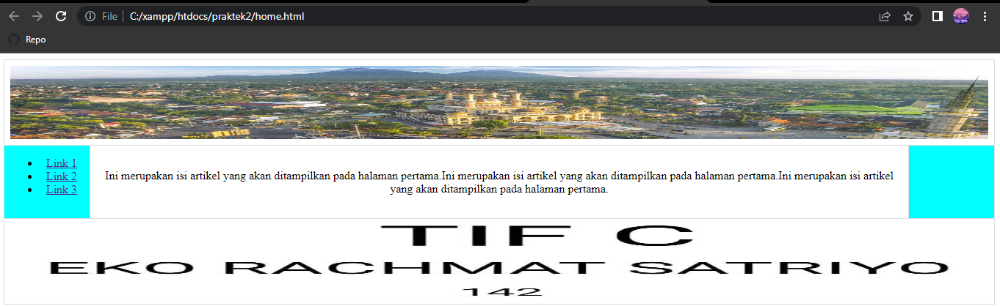 File C:/xampp/htdocs/praktek2/home.html
Repo
Link 1
Link 2
Link 3
Ini merupakan isi artikel yang akan ditampilkan pada halaman pertama.Ini merupakan isi artikel yang akan ditampilkan pada halaman pertama.Ini merupakan isi artikel
yang akan ditampilkan pada halaman pertama.
TIF C
EKO RACHMAT SATRIYO
142